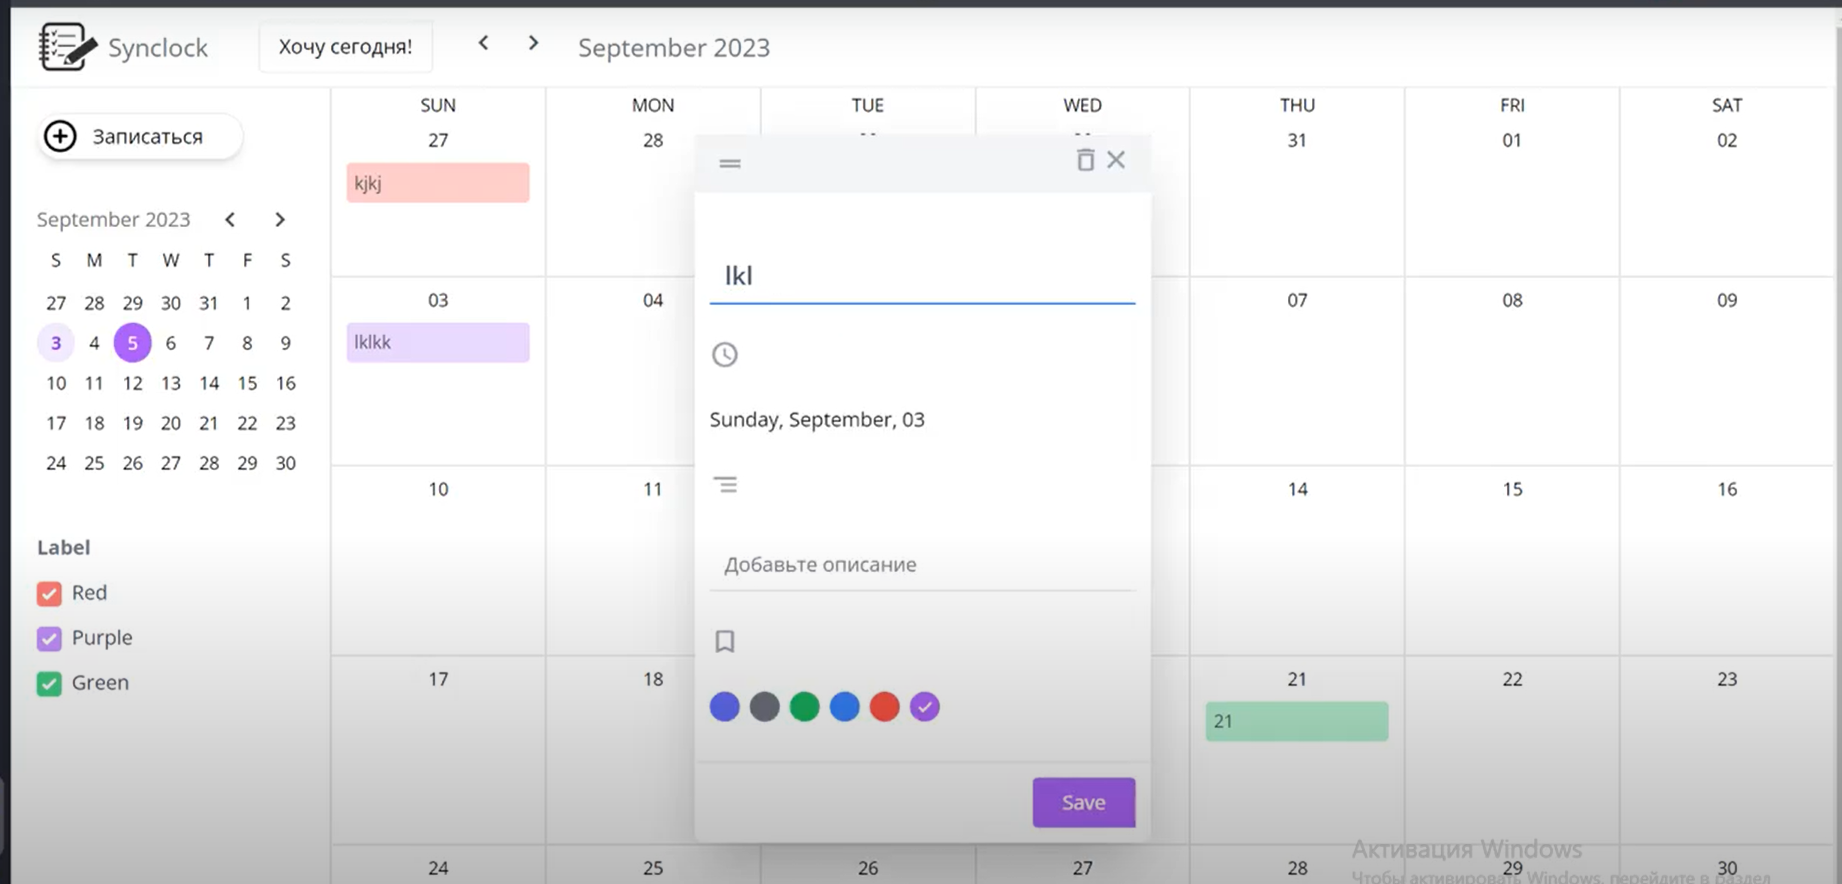 Synclock
Хочу сегодня!
September 2023
Записаться
September 2023
S M T W T F S
27 28 29 30 31 1 2
3 4 5 6 7 8 9
10 11 12 13 14 15 16
17 18 19 20 21 22 23
24 25 26 27 28 29 30
Label
Red
Purple
Green
SUN MON TUE WED THU FRI SAT
27 28 31 01 02
kjkj
03 04 07 08 09
lklkk
10 11 14 15 16
17 18 21 22 23
21
24 25 26 27 28 29 30
lkl
Sunday, September, 03
Добавьте описание
Save
Активация Windows
Чтобы активировать Windows, перейдите в раздел